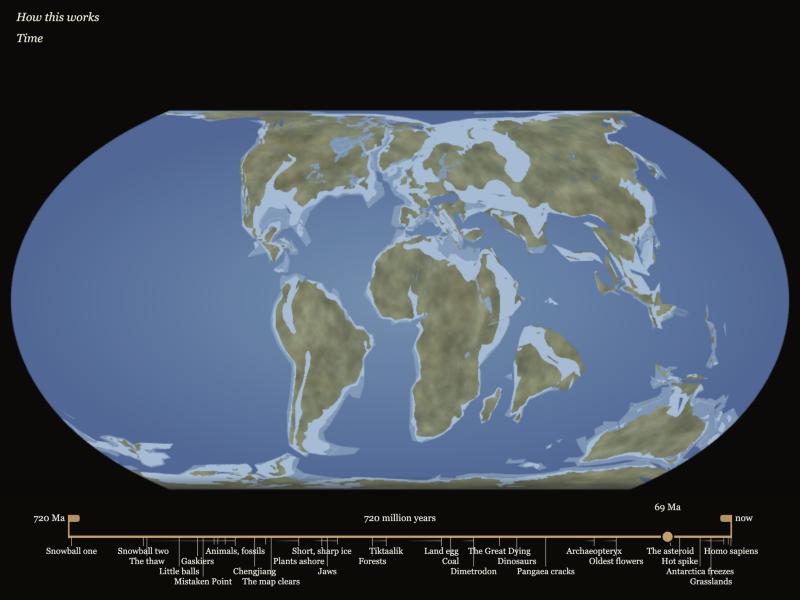 How this works
Time
69 Ma
720 Ma
720 million years
now
Snowball one
Snowball two
Animals, fossils
Short, sharp ice
Tiktaalik
Land egg
The Great Dying
Archaeopteryx
The asteroid
Homo sapiens
The thaw
Gaskiers
Plants ashore
Forests
Coal
Dinosaurs
Oldest flowers
Hot spike
Little balls
Chengjiang
Jaws
Dimetrodon
Pangaea cracks
Antarctica freezes
Mistaken Point
The map clears
Grasslands